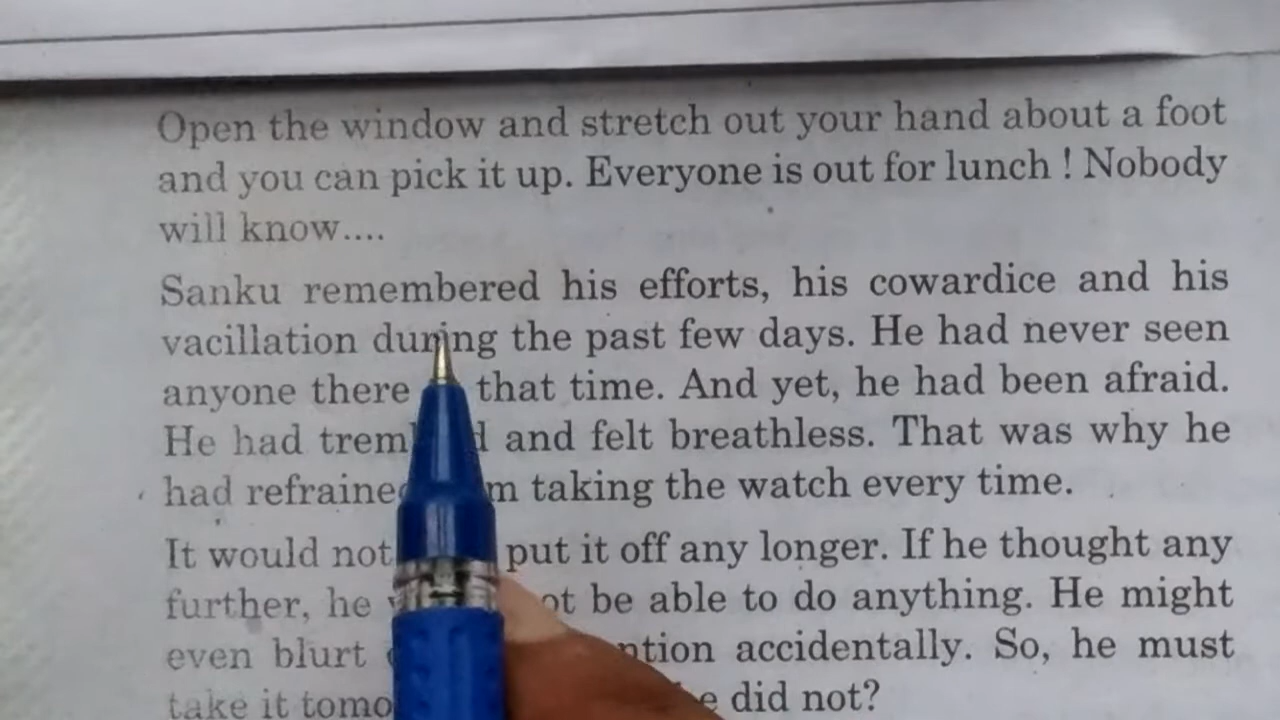 Open the window and stretch out your hand about a foot
and you can pick it up. Everyone is out for lunch ! Nobody
will know....
Sanku remembered his efforts, his cowardice and his
vacillation during the past few days. He had never seen
anyone there that time. And yet, he had been afraid.
He had and felt breathless. That was why he
had taking the watch every time.
It would not put it off any longer. If he thought any
further, he be able to do anything. He might
even blurt accidentally. So, he must
take it did not?